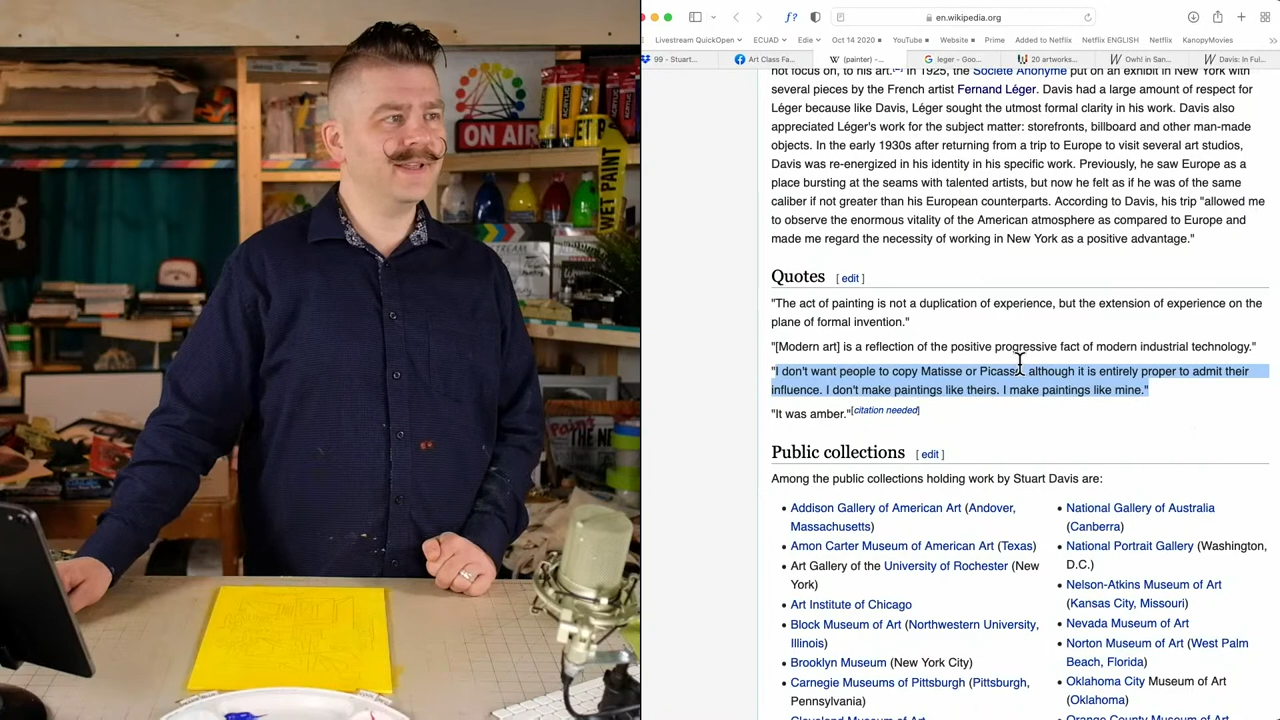 en.wikipedia.org
Livestream QuickOpen
ECUAD
Edie
Oct 14 2020
YouTube
Website
Prime
Added to Netflix
Netflix ENGLISH
Netflix
KanopyMovies
99 - Stuart...
Art Class Fa...
(painter) –...
leger - Goo...
20 artworks...
Owh! in San...
Davis: In Ful...
not focus on, to his art. In 1925, the Société Anonyme put on an exhibit in New York with
several pieces by the French artist Fernand Léger. Davis had a large amount of respect for
Léger because like Davis, Léger sought the utmost formal clarity in his work. Davis also
appreciated Léger's work for the subject matter: storefronts, billboard and other man-made
objects. In the early 1930s after returning from a trip to Europe to visit several art studios,
Davis was re-energized in his identity in his specific work. Previously, he saw Europe as a
place bursting at the seams with talented artists, but now he felt as if he was of the same
caliber if not greater than his European counterparts. According to Davis, his trip "allowed me
to observe the enormous vitality of the American atmosphere as compared to Europe and
made me regard the necessity of working in New York as a positive advantage."
Quotes [ edit ]
"The act of painting is not a duplication of experience, but the extension of experience on the
plane of formal invention."
"[Modern art] is a reflection of the positive progressive fact of modern industrial technology."
"I don't want people to copy Matisse or Picasso, although it is entirely proper to admit their
influence. I don't make paintings like theirs. I make paintings like mine."
"It was amber."[citation needed]
Public collections [ edit ]
Among the public collections holding work by Stuart Davis are:
Addison Gallery of American Art (Andover,
Massachusetts)
Amon Carter Museum of American Art (Texas)
Art Gallery of the University of Rochester (New
York)
Art Institute of Chicago
Block Museum of Art (Northwestern University,
Illinois)
Brooklyn Museum (New York City)
Carnegie Museums of Pittsburgh (Pittsburgh,
Pennsylvania)
National Gallery of Australia
(Canberra)
National Portrait Gallery (Washington,
D.C.)
Nelson-Atkins Museum of Art
(Kansas City, Missouri)
Nevada Museum of Art
Norton Museum of Art (West Palm
Beach, Florida)
Oklahoma City Museum of Art
(Oklahoma)
ON AIR
WET PAINT